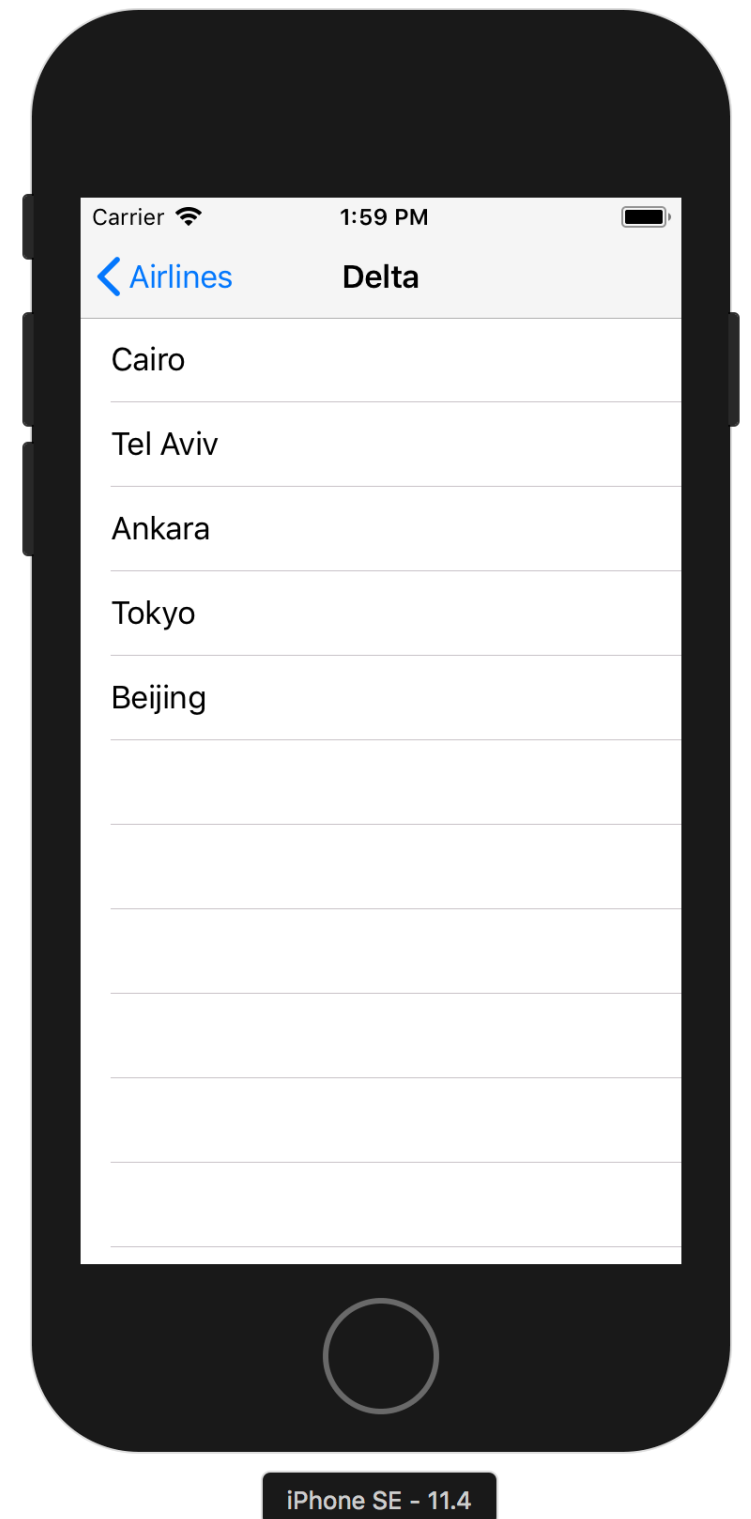 Carrier 1:59 PM
Airlines Delta
Cairo
Tel Aviv
Ankara
Tokyo
Beijing
iPhone SE - 11.4